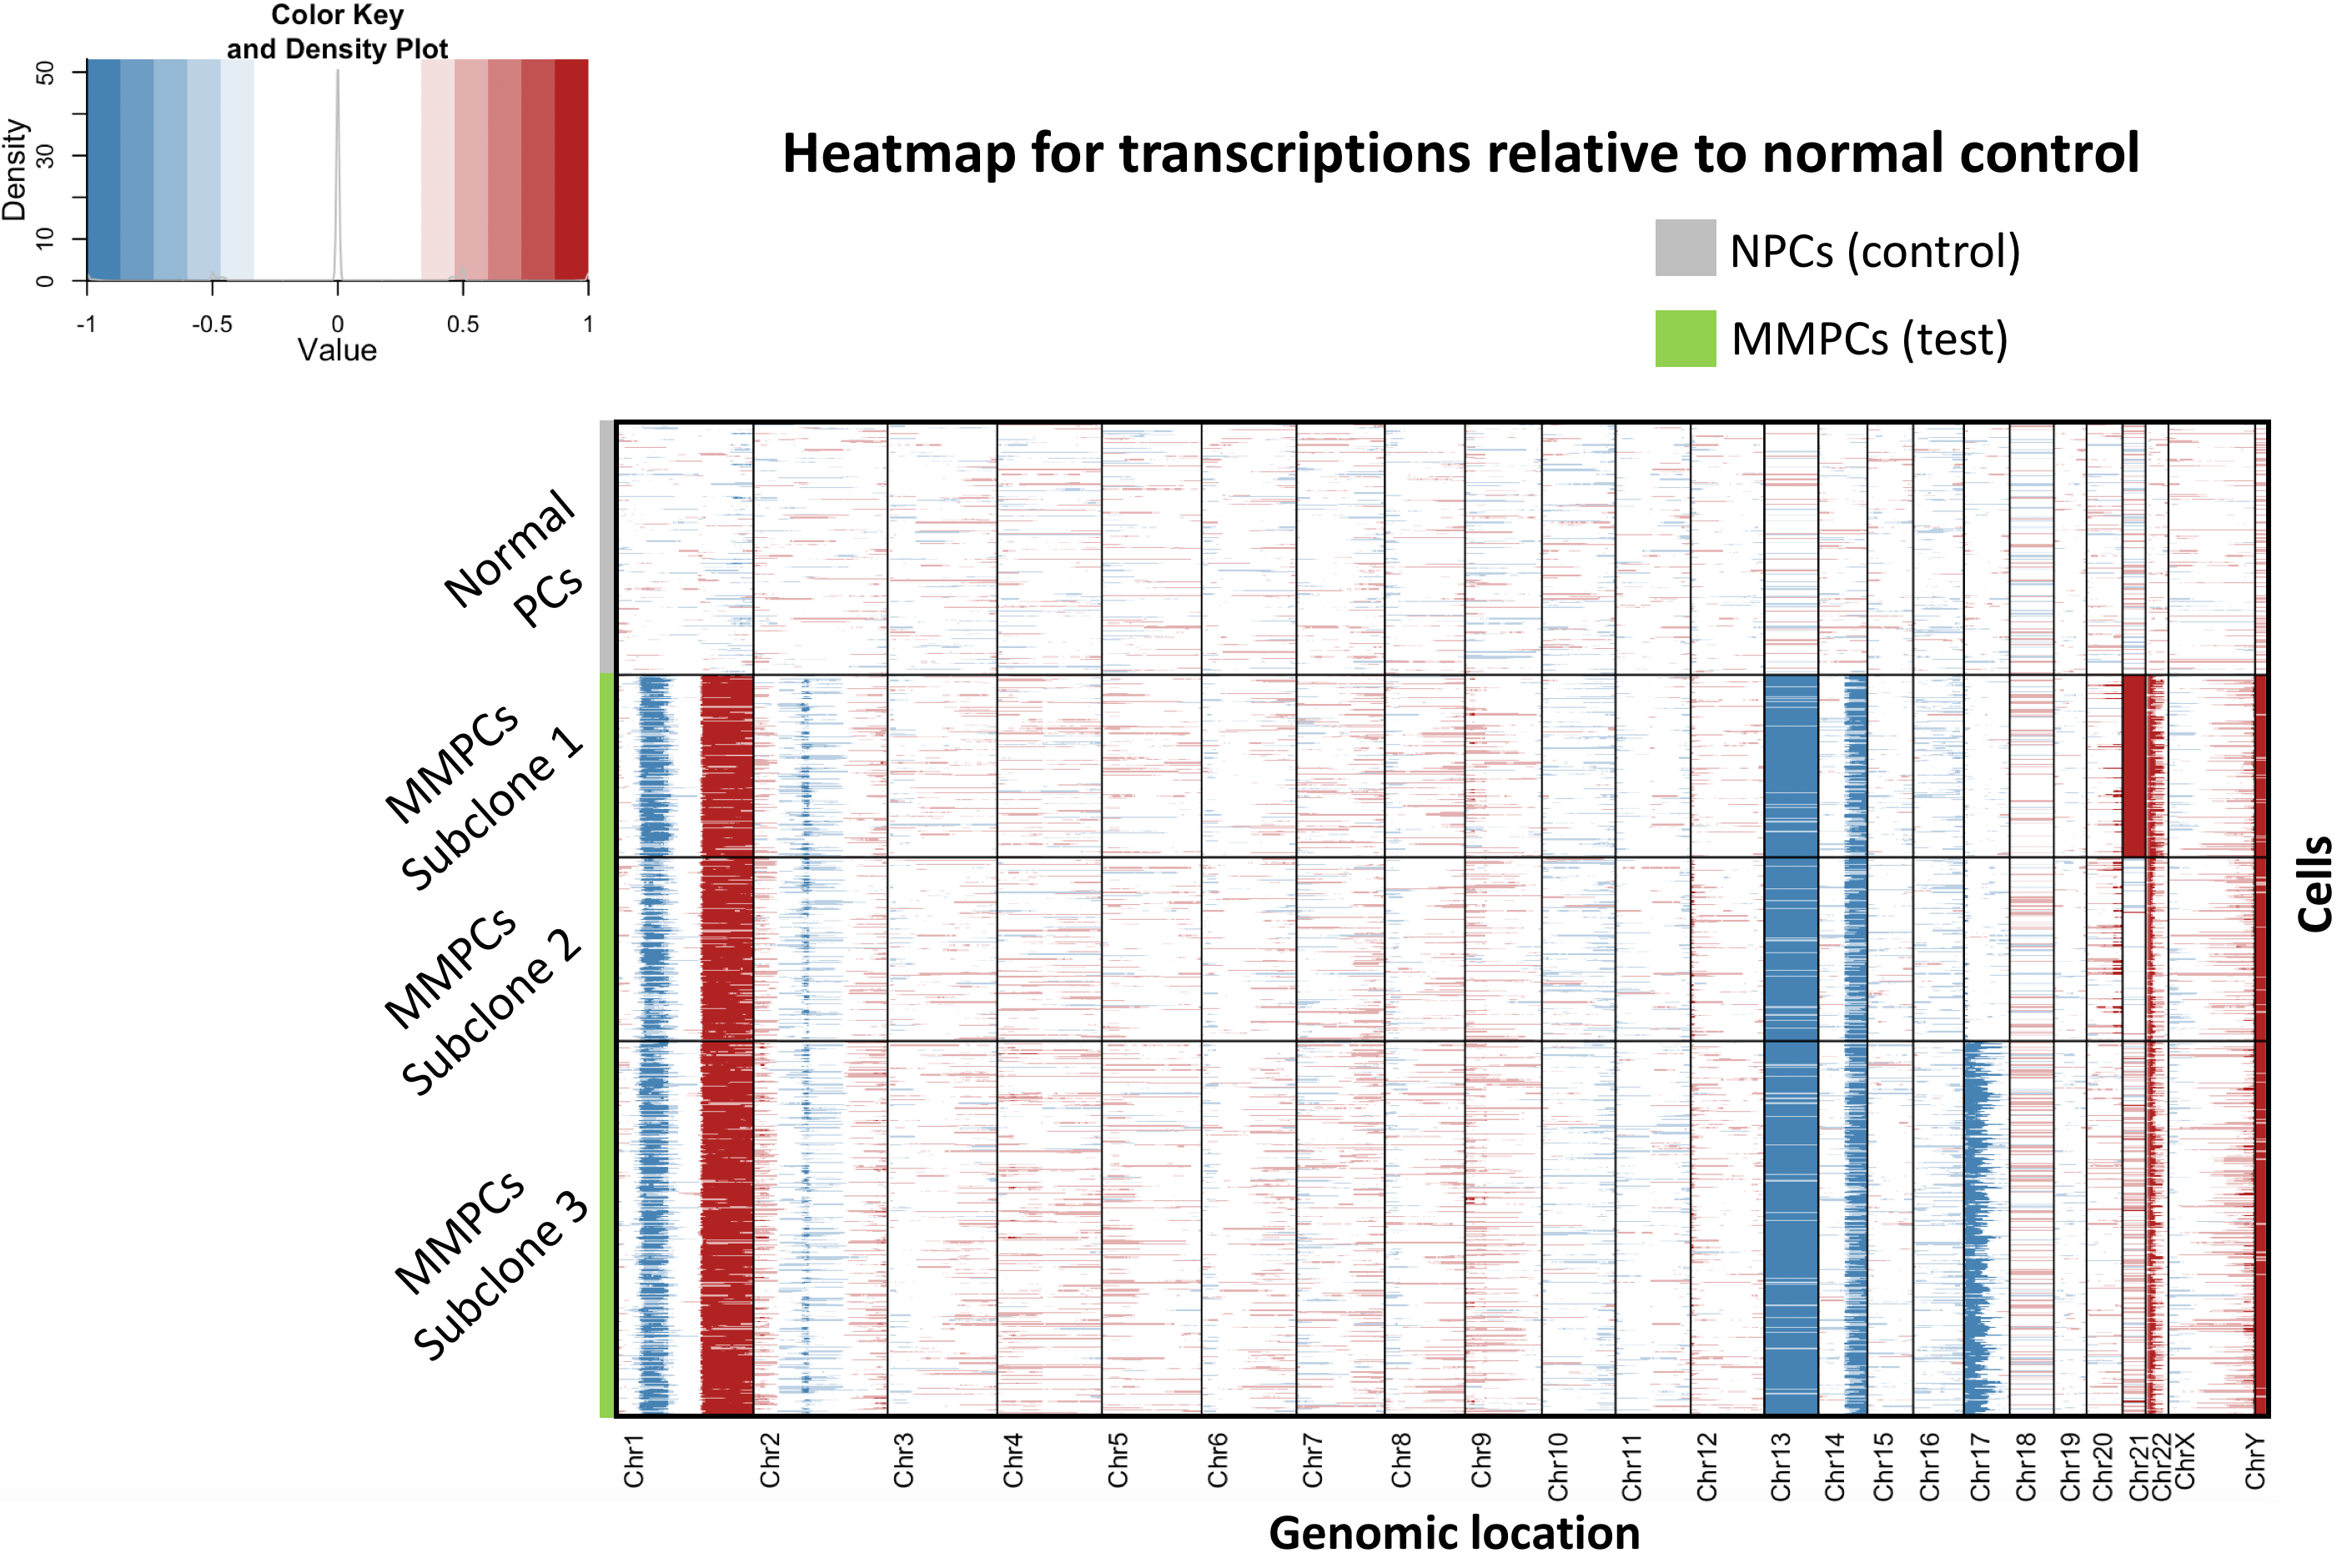 Color Key
and Density Plot
Density
0 10 30 50
-1 -0.5 0 0.5 1
Value
Heatmap for transcriptions relative to normal control
NPCs (control)
MMPCs (test)
Normal
PCs
MMPCs
Subclone 1
MMPCs
Subclone 2
MMPCs
Subclone 3
Cells
Chr1 Chr2 Chr3 Chr4 Chr5 Chr6 Chr7 Chr8 Chr9 Chr10 Chr11 Chr12 Chr13 Chr14 Chr15 Chr16 Chr17 Chr18 Chr19 Chr20 Chr21 Chr22 ChrX ChrY
Genomic location